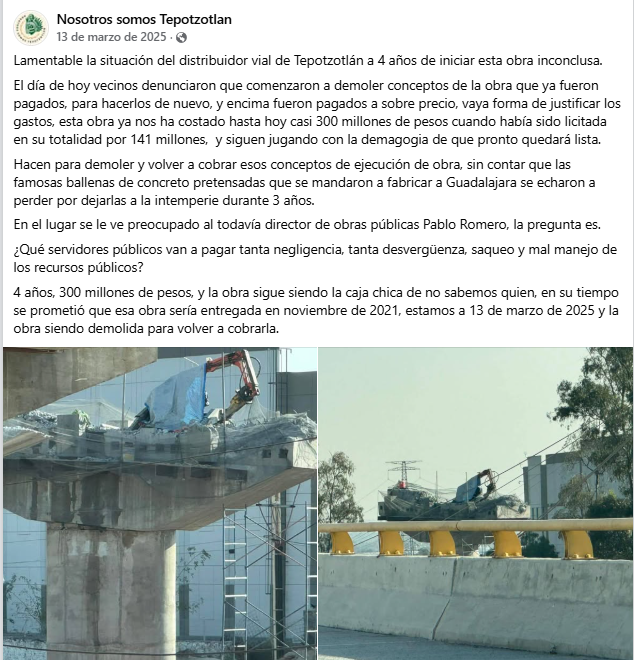 Nosotros somos Tepotzotlan
13 de marzo de 2025 ·
Lamentable la situación del distribuidor vial de Tepotzotlán a 4 años de iniciar esta obra inconclusa.
El día de hoy vecinos denunciaron que comenzaron a demoler conceptos de la obra que ya fueron
pagados, para hacerlos de nuevo, y encima fueron pagados a sobre precio, vaya forma de justificar los
gastos, esta obra ya nos ha costado hasta hoy casi 300 millones de pesos cuando había sido licitada
en su totalidad por 141 millones,  y siguen jugando con la demagogia de que pronto quedará lista.
Hacen para demoler y volver a cobrar esos conceptos de ejecución de obra, sin contar que las
famosas ballenas de concreto pretensadas que se mandaron a fabricar a Guadalajara se echaron a
perder por dejarlas a la intemperie durante 3 años.
En el lugar se le ve preocupado al todavía director de obras públicas Pablo Romero, la pregunta es.
¿Qué servidores públicos van a pagar tanta negligencia, tanta desvergüenza, saqueo y mal manejo de
los recursos públicos?
4 años, 300 millones de pesos, y la obra sigue siendo la caja chica de no sabemos quien, en su tiempo
se prometió que esa obra sería entregada en noviembre de 2021, estamos a 13 de marzo de 2025 y la
obra siendo demolida para volver a cobrarla.